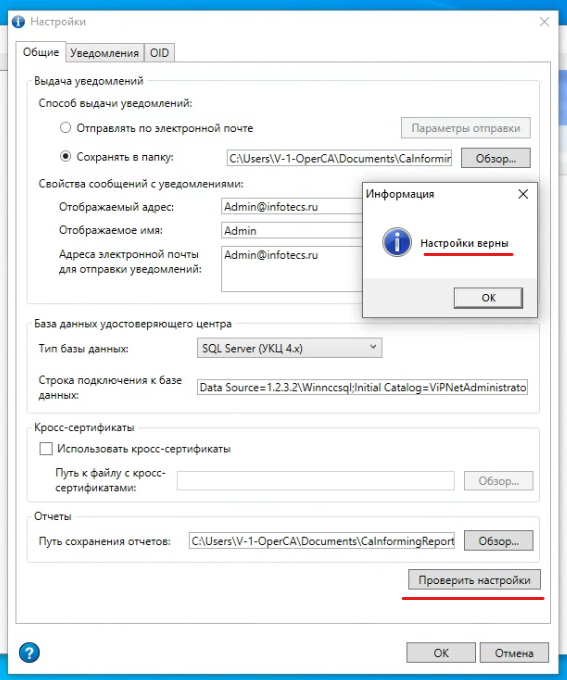 Настройки
Общие Уведомления OID
Выдача уведомлений
Способ выдачи уведомлений:
Отправлять по электронной почте Параметры отправки
Сохранять в папку: C:\Users\V-1-OperCA\Documents\CaInformin Обзор...
Свойства сообщений с уведомлениями:
Отображаемый адрес: Admin@infotecs.ru
Отображаемое имя: Admin
Адреса электронной почты
для отправки уведомлений: Admin@infotecs.ru
Информация
Настройки верны
ОК
База данных удостоверяющего центра
Тип базы данных: SQL Server (УКЦ 4.x)
Строка подключения к базе
данных: Data Source=1.2.3.2\Winnccsql;Initial Catalog=ViPNetAdministrato
Кросс-сертификаты
Использовать кросс-сертификаты
Путь к файлу с кросс-
сертификатами: Обзор...
Отчеты
Путь сохранения отчетов: C:\Users\V-1-OperCA\Documents\CaInformingReport Обзор...
Проверить настройки
? ОК Отмена